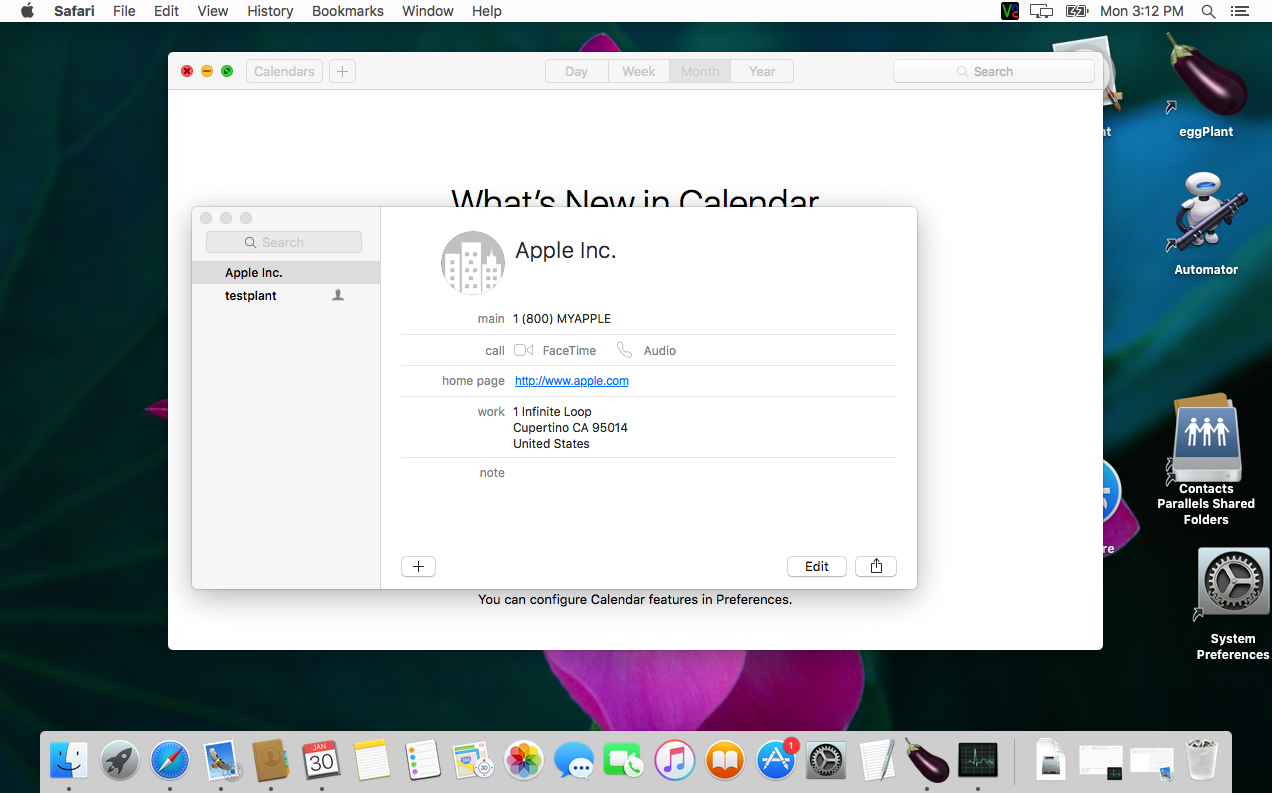 Safari File Edit View History Bookmarks Window Help Mon 3:12 PM
Calendars Day Week Month Year Search
What's New in Calendar
Search
Apple Inc.
testplant
Apple Inc.
main 1 (800) MYAPPLE
call FaceTime Audio
home page http://www.apple.com
work 1 Infinite Loop
Cupertino CA 95014
United States
note
Edit
You can configure Calendar features in Preferences.
eggPlant
Automator
Contacts
Parallels Shared
Folders
System
Preferences
JAN
30
1